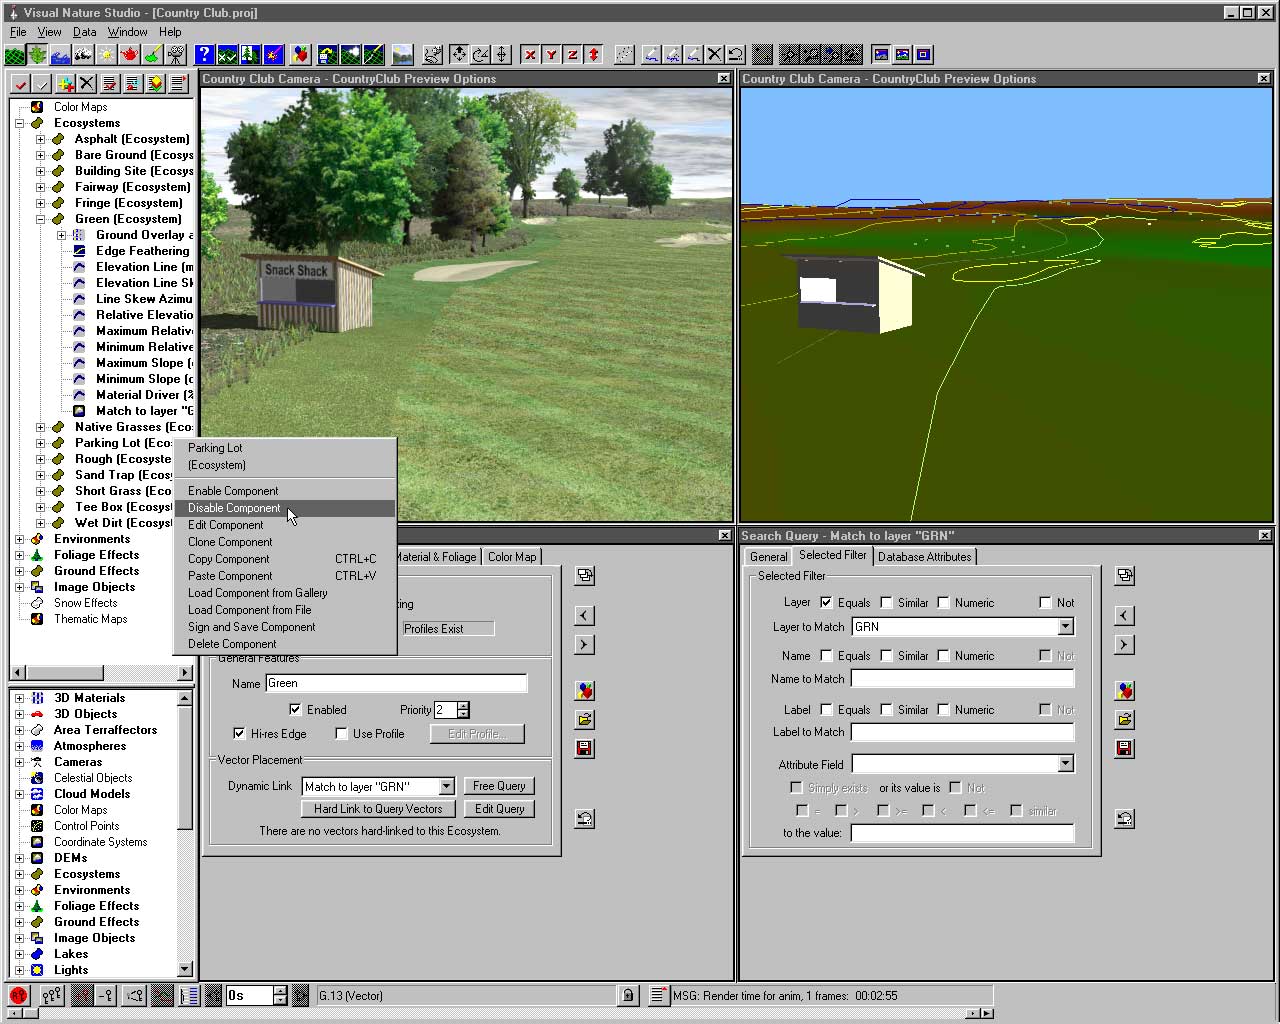 Visual Nature Studio - [Country Club.proj]
File View Data Window Help
Color Maps
Ecosystems
Asphalt (Ecosystem)
Bare Ground (Ecosys
Building Site (Ecosys
Fairway (Ecosystem)
Fringe (Ecosystem)
Green (Ecosystem)
Ground Overlay a
Edge Feathering
Elevation Line (m
Elevation Line Sk
Line Skew Azimu
Relative Elevatio
Maximum Relativ
Minimum Relative
Maximum Slope (
Minimum Slope (d
Material Driver (%
Match to layer "G
Native Grasses (Eco
Parking Lot (Eco
Rough (Ecosyste
Sand Trap (Ecos
Short Grass (Eco
Tee Box (Ecosyst
Wet Dirt (Ecosyst
Environments
Foliage Effects
Ground Effects
Image Objects
Snow Effects
Thematic Maps
3D Materials
3D Objects
Area Terraffectors
Atmospheres
Cameras
Celestial Objects
Cloud Models
Color Maps
Control Points
Coordinate Systems
DEMs
Ecosystems
Environments
Foliage Effects
Ground Effects
Image Objects
Lakes
Lights
Country Club Camera - CountryClub Preview Options
Snack Shack
Country Club Camera - CountryClub Preview Options
Parking Lot
(Ecosystem)
Enable Component
Disable Component
Edit Component
Clone Component
Copy Component CTRL+C
Paste Component CTRL+V
Load Component from Gallery
Load Component from File
Sign and Save Component
Delete Component
Material & Foliage Color Map
king
Profiles Exist
General Features
Name Green
Enabled Priority 2
Hi-res Edge Use Profile Edit Profile...
Vector Placement
Dynamic Link Match to layer "GRN" Free Query
Hard Link to Query Vectors Edit Query
There are no vectors hard-linked to this Ecosystem.
Search Query - Match to layer "GRN"
General Selected Filter Database Attributes
Selected Filter
Layer Equals Similar Numeric Not
Layer to Match GRN
Name Equals Similar Numeric Not
Name to Match
Label Equals Similar Numeric Not
Label to Match
Attribute Field
Simply exists or its value is Not
= > >= < <= similar
to the value:
0s G.13 (Vector) MSG: Render time for anim, 1 frames: 00:02:55